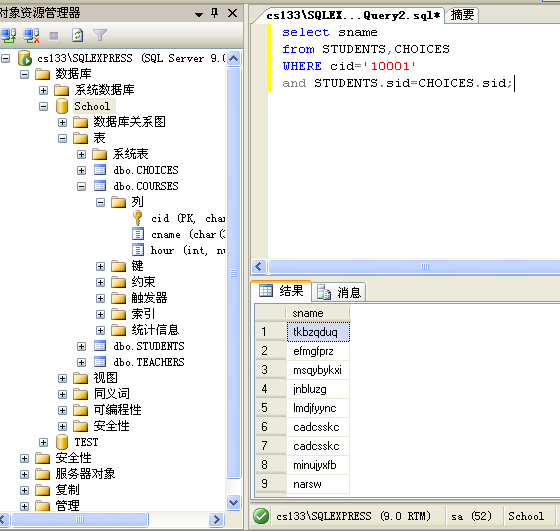 对象资源管理器
cs133\SQLEXPRESS (SQL Server 9.0
数据库
系统数据库
School
数据库关系图
表
系统表
dbo.CHOICES
dbo.COURSES
列
cid (PK, char
cname (char(
hour (int, nu
键
约束
触发器
索引
统计信息
dbo.STUDENTS
dbo.TEACHERS
视图
同义词
可编程性
安全性
TEST
安全性
服务器对象
复制
管理
cs133\SQLEX...Query2.sql* 摘要
select sname
from STUDENTS,CHOICES
WHERE cid='10001'
and STUDENTS.sid=CHOICES.sid;
结果 消息
sname
1 tkbzqduq
2 efmgfprz
3 msqybykxi
4 jnbluzg
5 lmdjfyync
6 cadcsskc
7 cadcsskc
8 minujyxfb
9 narsw
cs133\SQLEXPRESS (9.0 RTM) sa (52) School